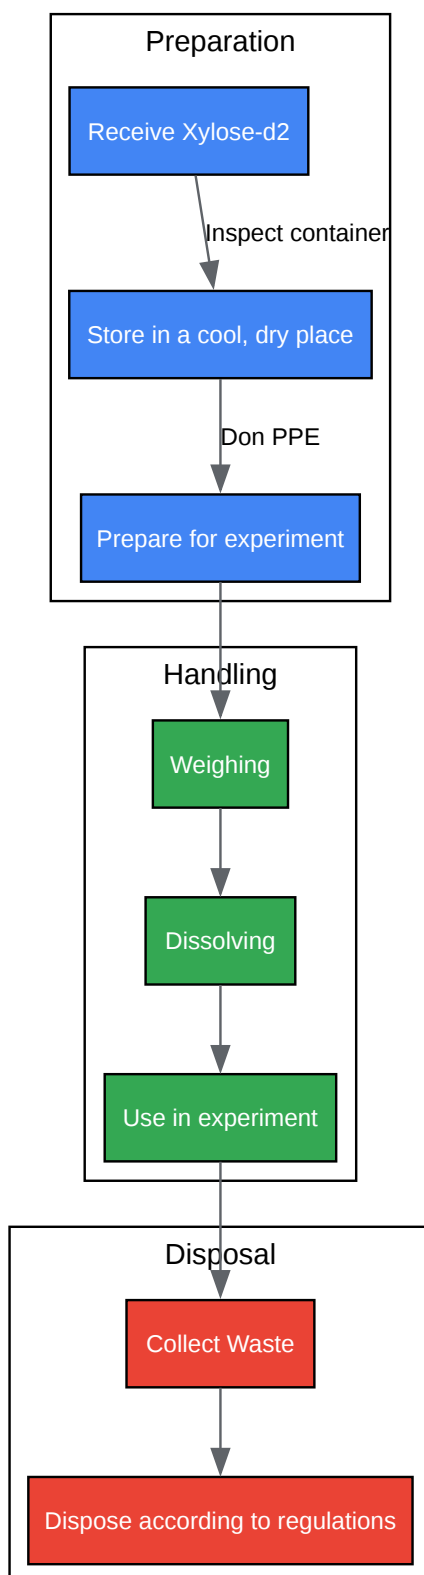 Preparation
Receive Xylose-d2
Inspect container
Store in a cool, dry place
Don PPE
Prepare for experiment
Handling
Weighing
Dissolving
Use in experiment
Disposal
Collect Waste
Dispose according to regulations